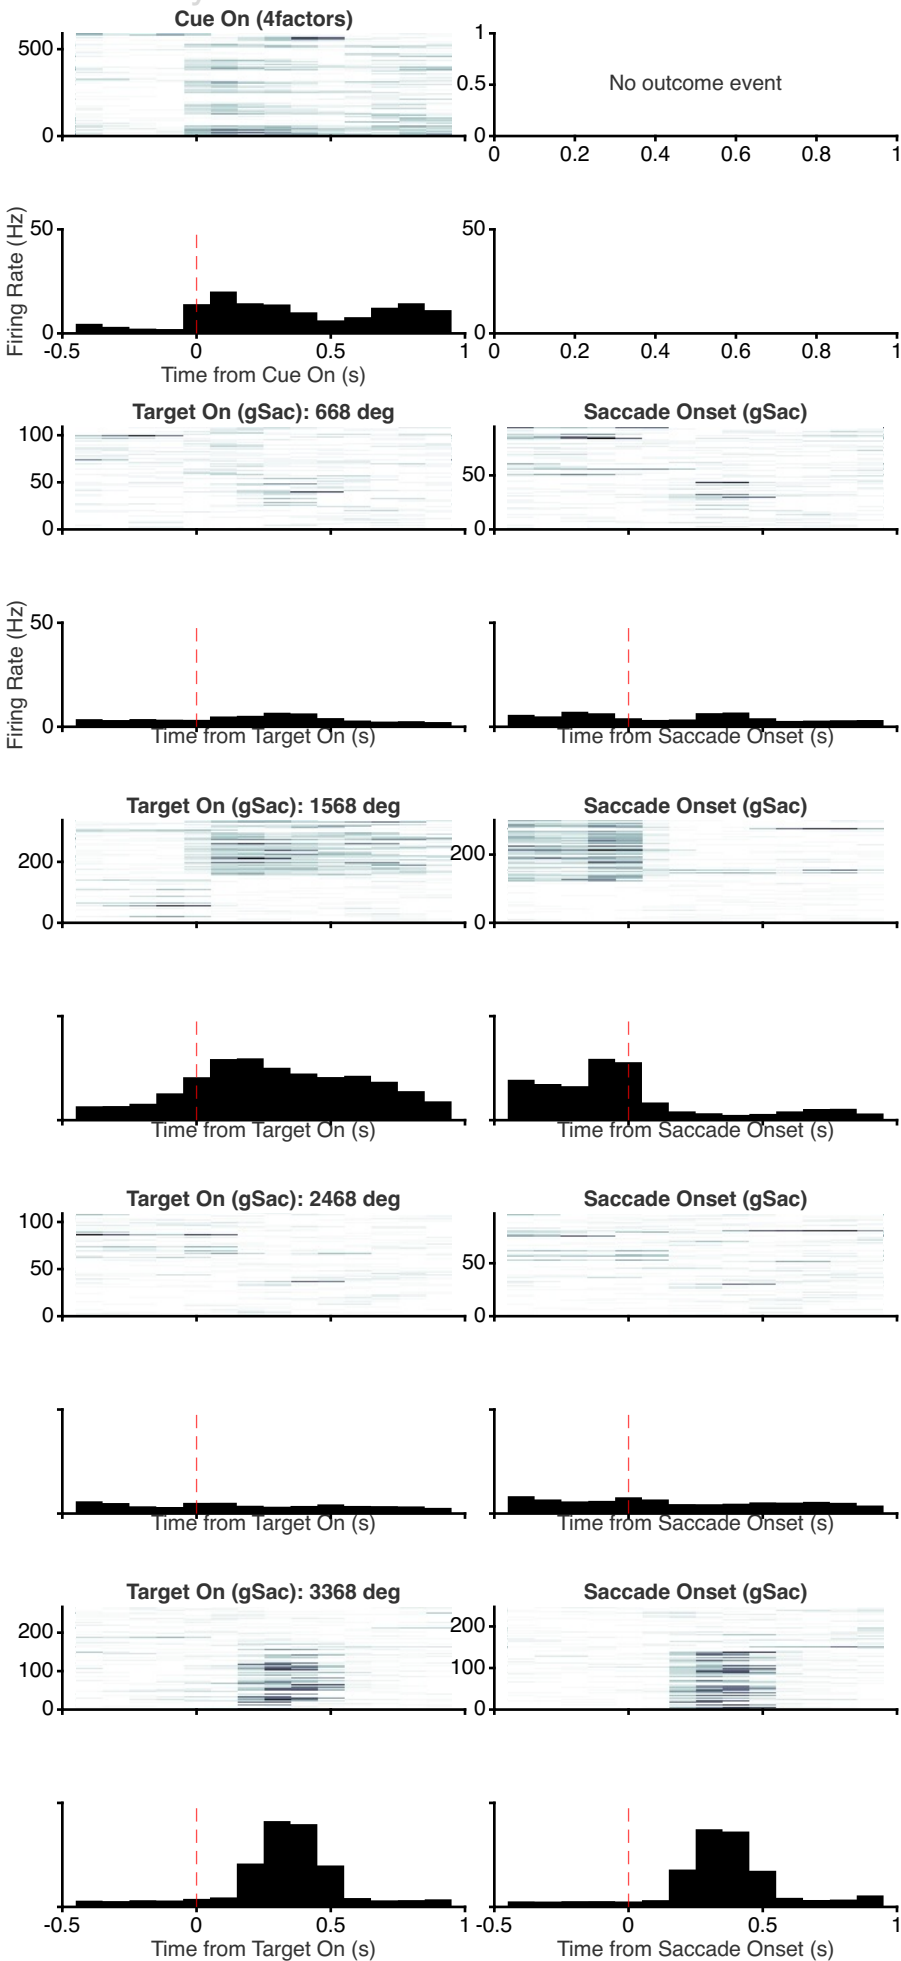 Cue On (4factors)
500
0
1
0.5
0
No outcome event
0 0.2 0.4 0.6 0.8 1
Firing Rate (Hz)
50
0
-0.5 0 0.5 1
Time from Cue On (s)
50
0
0 0.2 0.4 0.6 0.8 1
Target On (gSac): 668 deg
100
50
0
Saccade Onset (gSac)
50
0
Firing Rate (Hz)
50
0
Time from Target On (s)
Time from Saccade Onset (s)
Target On (gSac): 1568 deg
200
0
Saccade Onset (gSac)
200
0
Time from Target On (s)
Time from Saccade Onset (s)
Target On (gSac): 2468 deg
100
50
0
Saccade Onset (gSac)
50
0
Time from Target On (s)
Time from Saccade Onset (s)
Target On (gSac): 3368 deg
200
100
0
Saccade Onset (gSac)
200
100
0
-0.5 0 0.5 1
Time from Target On (s)
-0.5 0 0.5 1
Time from Saccade Onset (s)